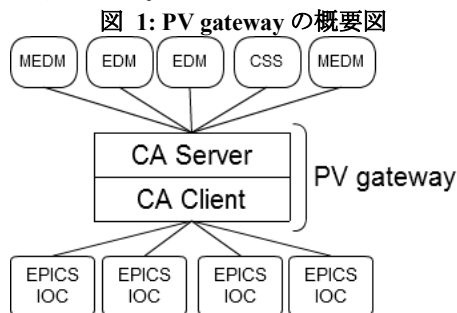 図 1: PV gateway の概要図
MEDM EDM EDM CSS MEDM
CA Server
CA Client
PV gateway
EPICS EPICS EPICS EPICS
IOC IOC IOC IOC